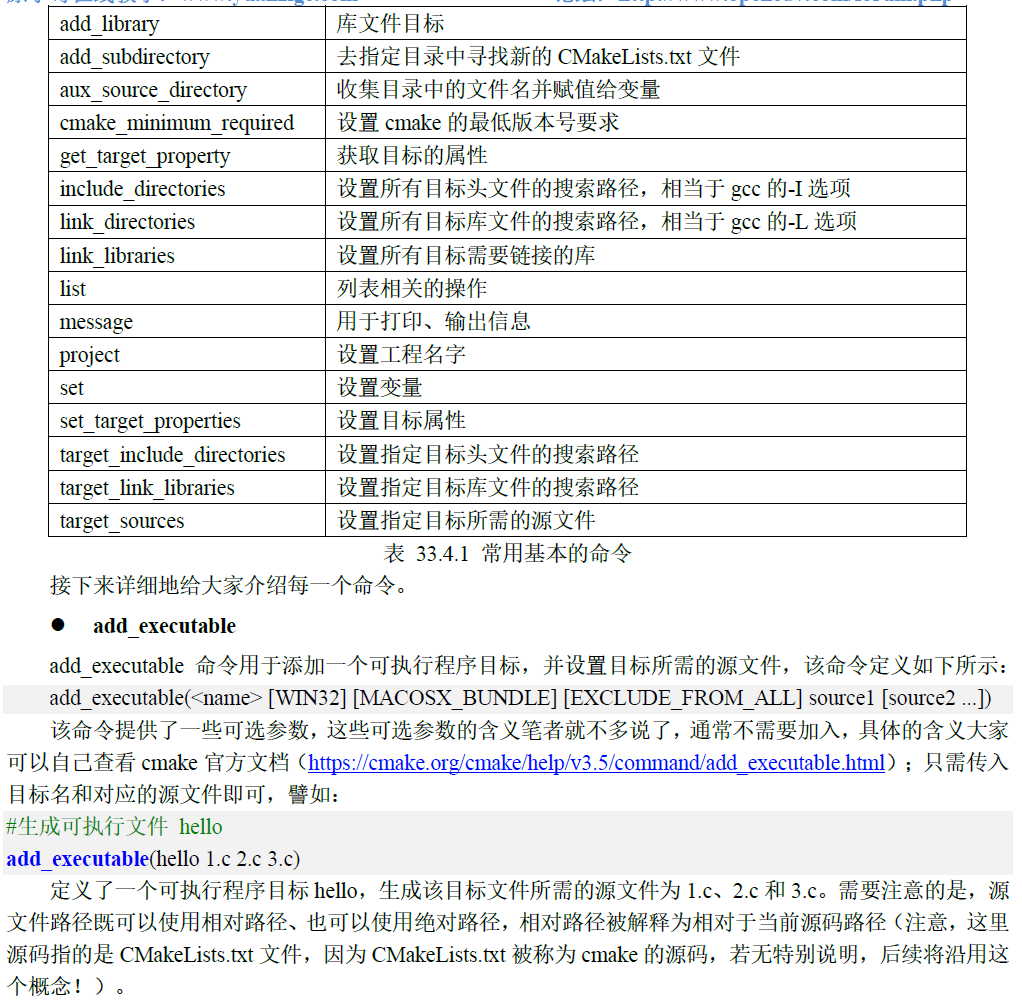 add_library 库文件目标
add_subdirectory 去指定目录中寻找新的 CMakeLists.txt 文件
aux_source_directory 收集目录中的文件名并赋值给变量
cmake_minimum_required 设置 cmake 的最低版本号要求
get_target_property 获取目标的属性
include_directories 设置所有目标头文件的搜索路径，相当于 gcc 的-I 选项
link_directories 设置所有目标库文件的搜索路径，相当于 gcc 的-L 选项
link_libraries 设置所有目标需要链接的库
list 列表相关的操作
message 用于打印、输出信息
project 设置工程名字
set 设置变量
set_target_properties 设置目标属性
target_include_directories 设置指定目标头文件的搜索路径
target_link_libraries 设置指定目标库文件的搜索路径
target_sources 设置指定目标所需的源文件
表 33.4.1 常用基本的命令
接下来详细地给大家介绍每一个命令。
● add_executable
add_executable 命令用于添加一个可执行程序目标，并设置目标所需的源文件，该命令定义如下所示：
add_executable(<name> [WIN32] [MACOSX_BUNDLE] [EXCLUDE_FROM_ALL] source1 [source2 ...])
该命令提供了一些可选参数，这些可选参数的含义笔者就不多说了，通常不需要加入，具体的含义大家
可以自己查看 cmake 官方文档（https://cmake.org/cmake/help/v3.5/command/add_executable.html）；只需传入
目标名和对应的源文件即可，譬如：
#生成可执行文件 hello
add_executable(hello 1.c 2.c 3.c)
定义了一个可执行程序目标 hello，生成该目标文件所需的源文件为 1.c、2.c 和 3.c。需要注意的是，源
文件路径既可以使用相对路径、也可以使用绝对路径，相对路径被解释为相对于当前源码路径（注意，这里
源码指的是 CMakeLists.txt 文件，因为 CMakeLists.txt 被称为 cmake 的源码，若无特别说明，后续将沿用这
个概念！）。